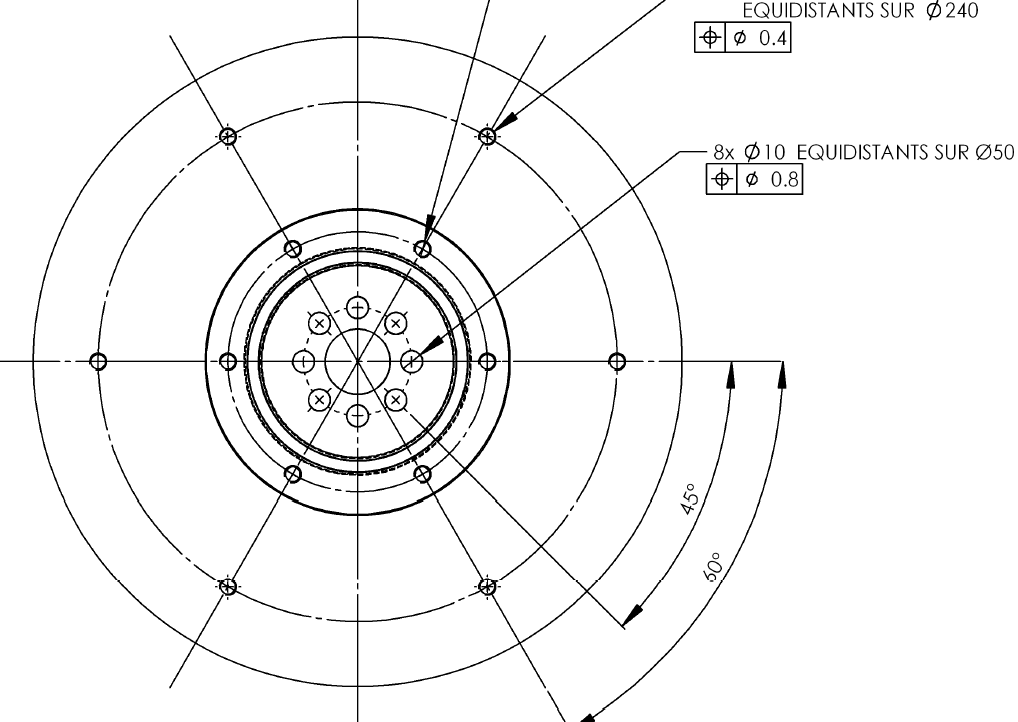 EQUIDISTANTS SUR Ø240
⌖ Ø 0.4
8x Ø10 EQUIDISTANTS SUR Ø50
⌖ Ø 0.8
45°
60°